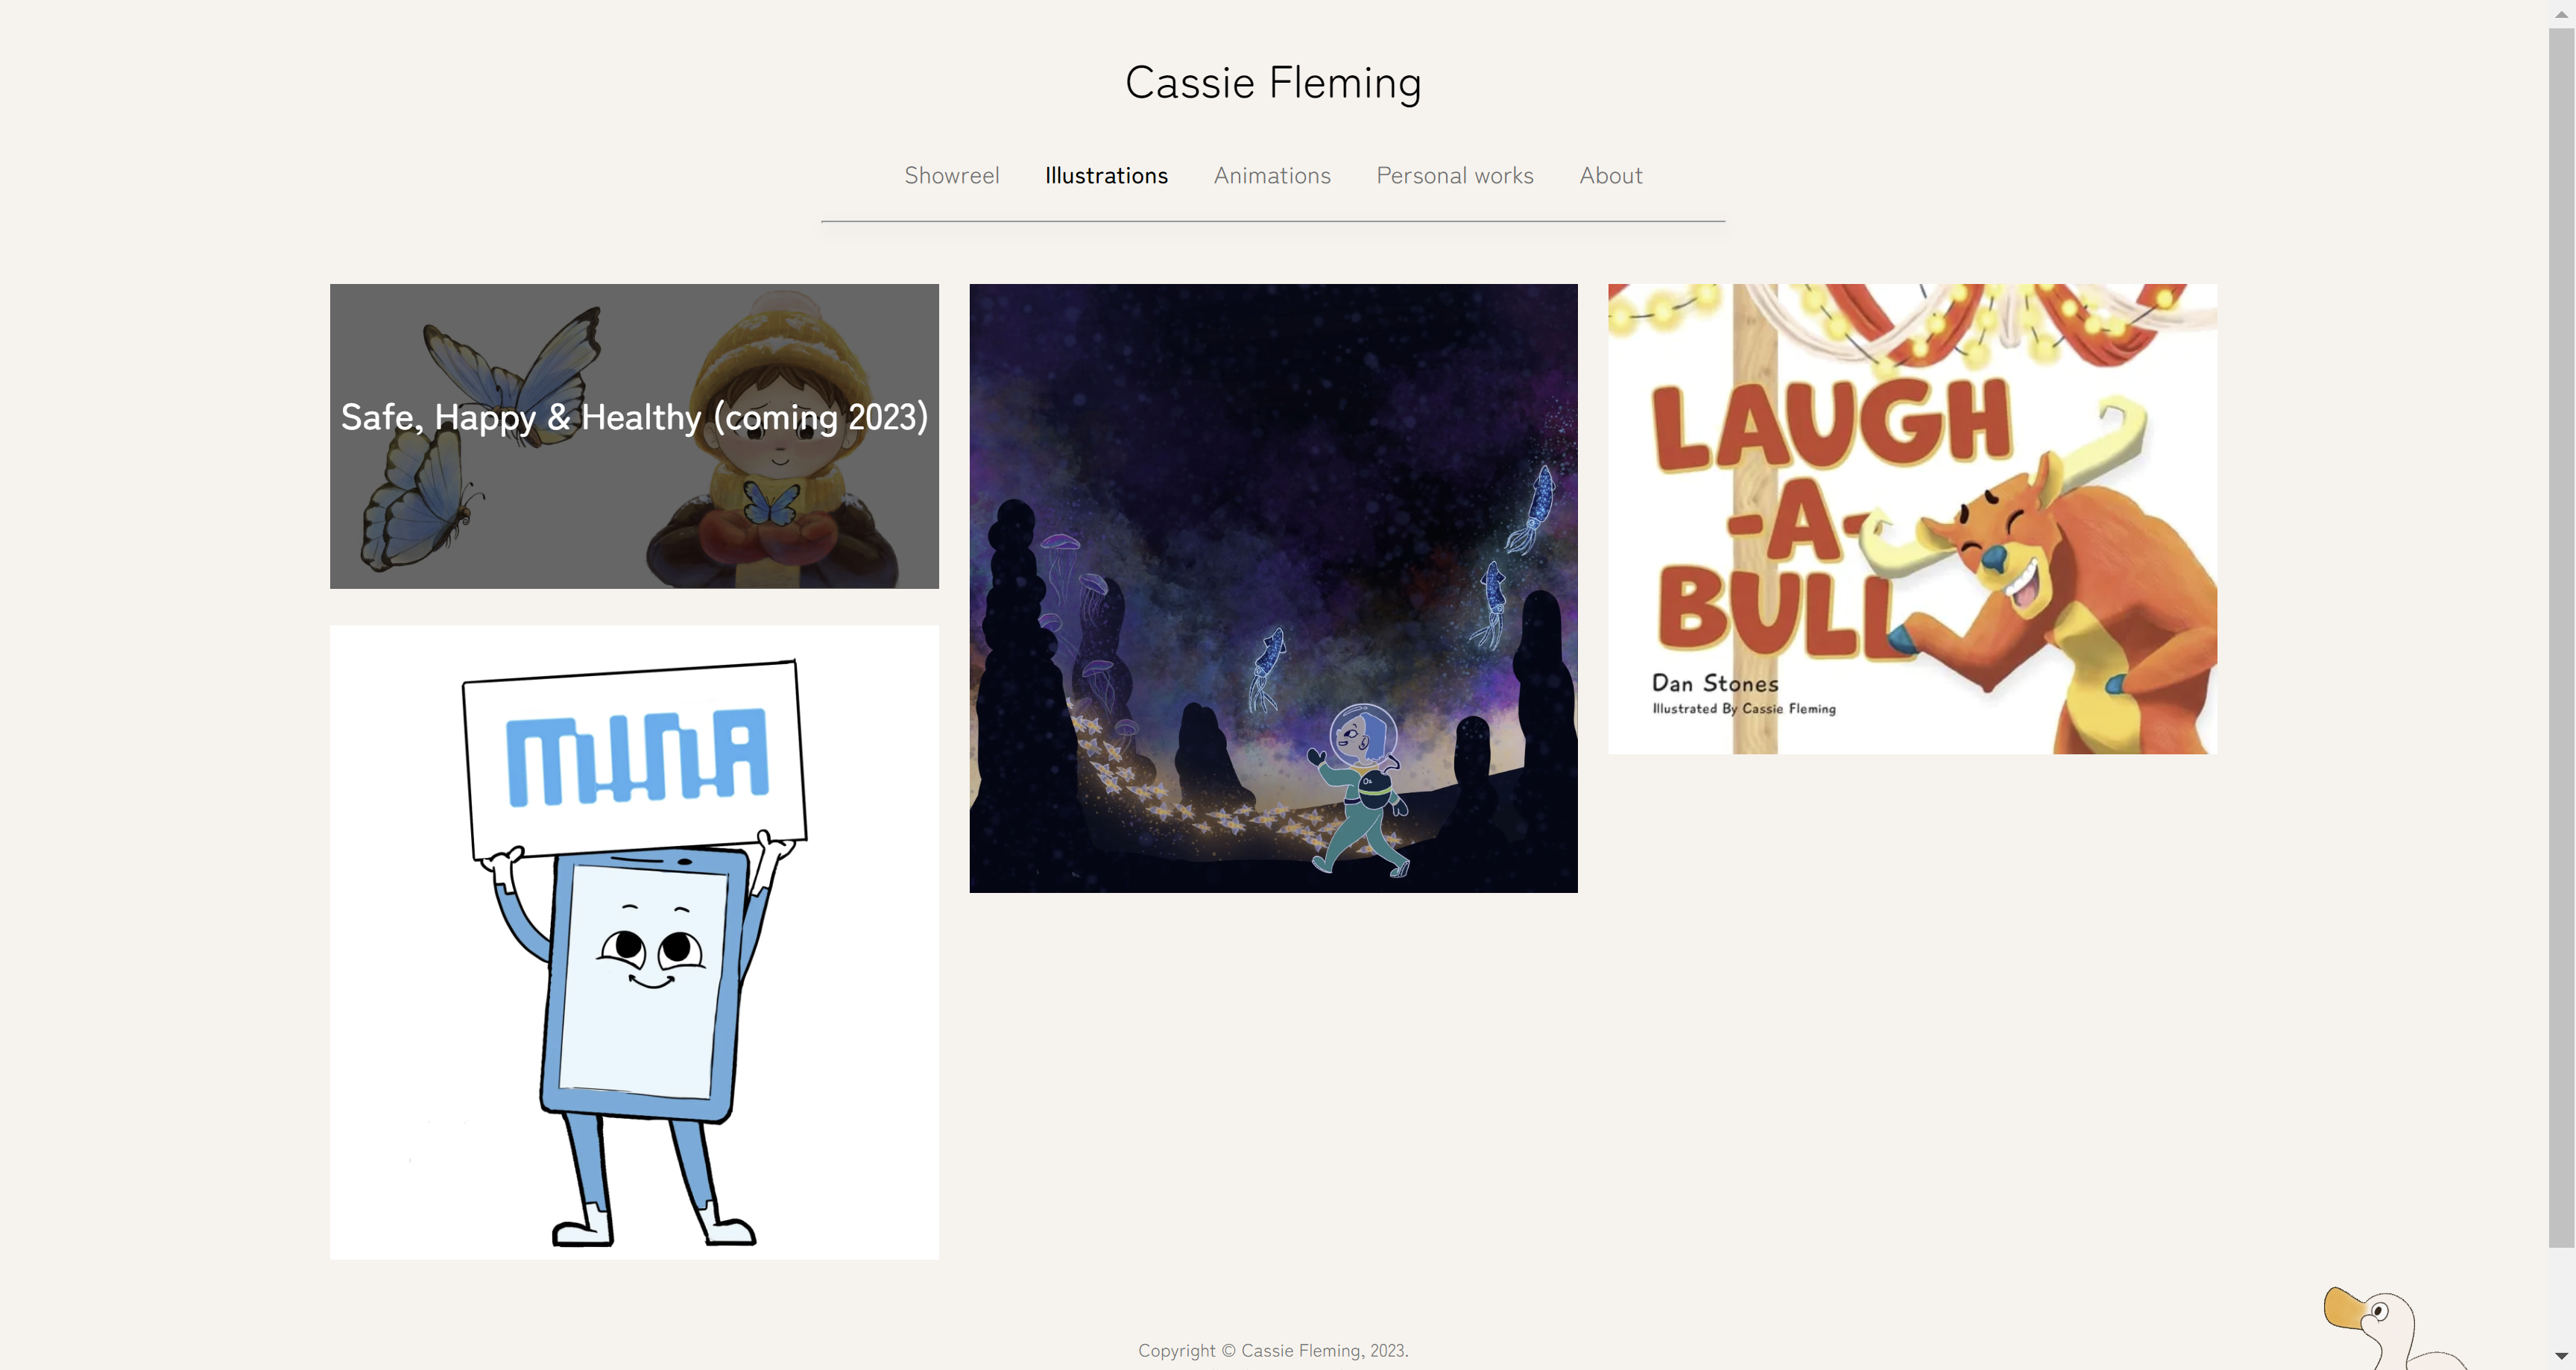 Cassie Fleming
Showreel Illustrations Animations Personal works About
Safe, Happy & Healthy (coming 2023)
LAUGH
-A-
BULL
Dan Stones
Illustrated By Cassie Fleming
MINA
Copyright © Cassie Fleming, 2023.